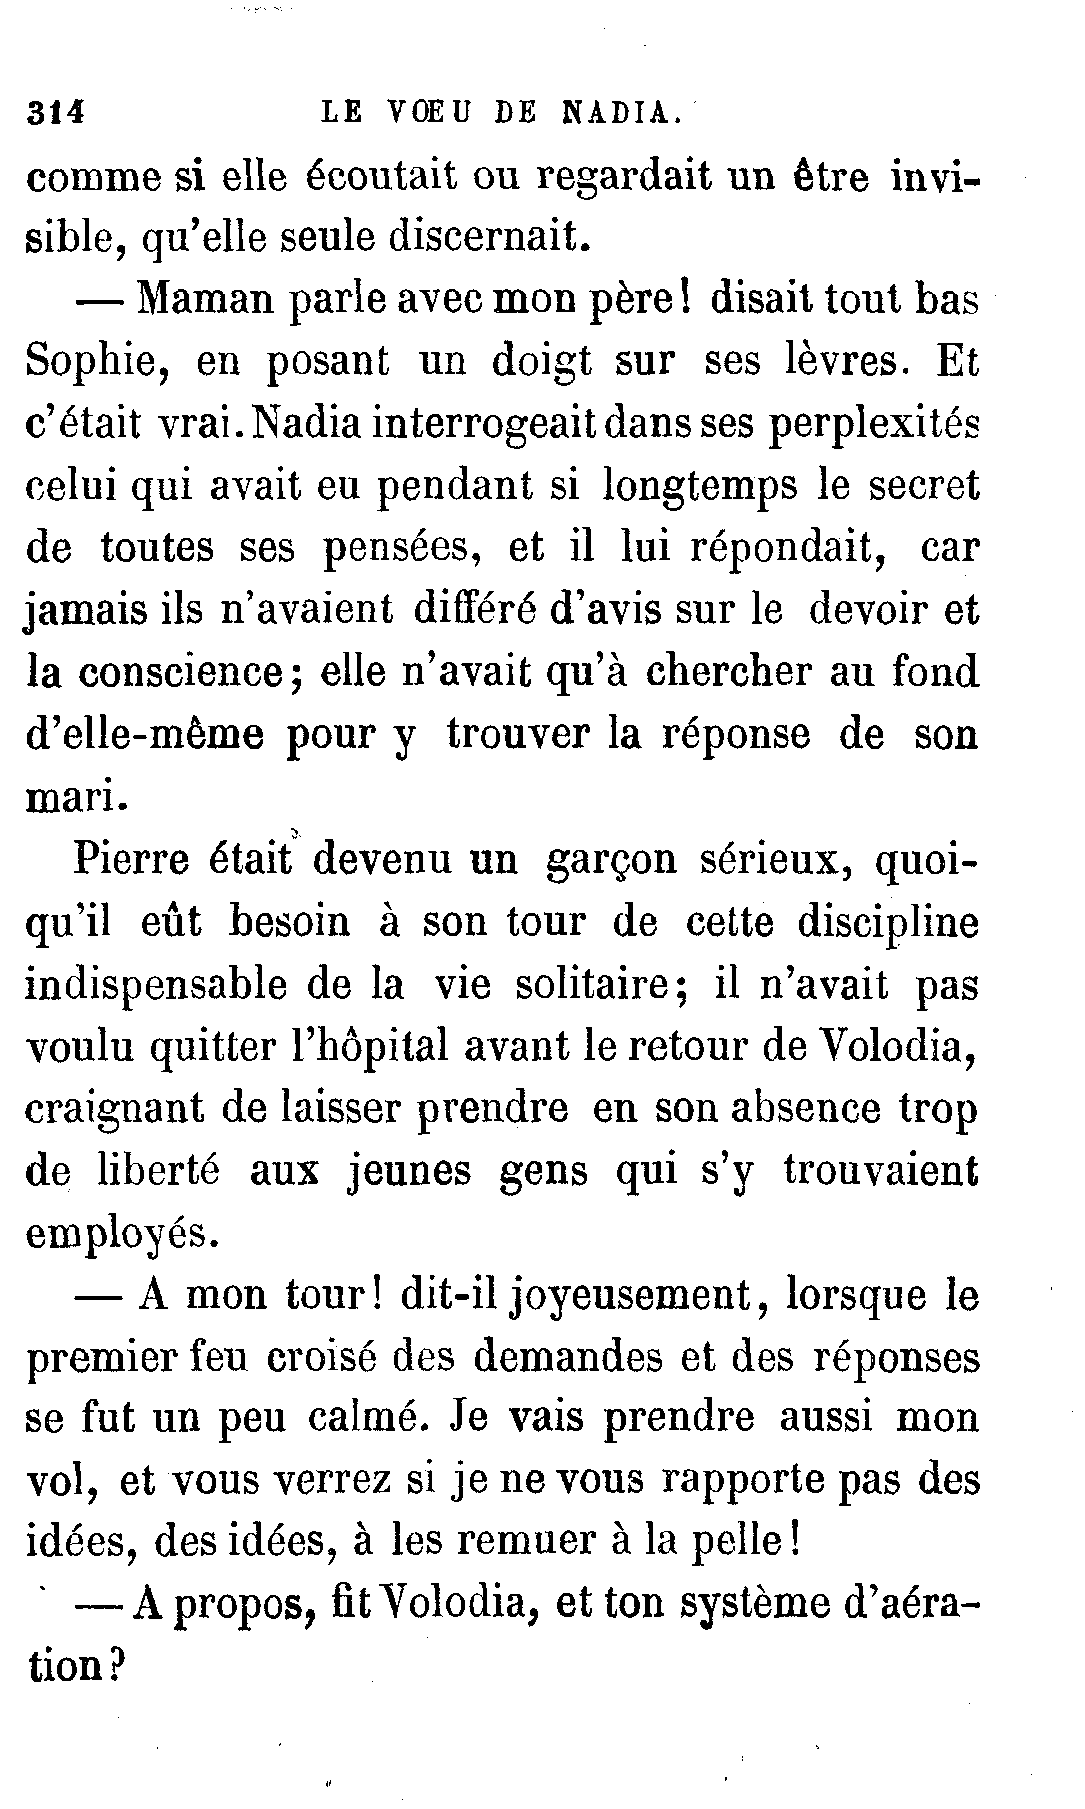 314 LE VŒU DE NADIA.
comme si elle écoutait ou regardait un être invi-
sible, qu'elle seule discernait.
— Maman parle avec mon père! disait tout bas
Sophie, en posant un doigt sur ses lèvres. Et
c'était vrai. Nadia interrogeait dans ses perplexités
celui qui avait eu pendant si longtemps le secret
de toutes ses pensées, et il lui répondait, car
jamais ils n'avaient différé d'avis sur le devoir et
la conscience; elle n'avait qu'à chercher au fond
d'elle-même pour y trouver la réponse de son
mari.
Pierre était devenu un garçon sérieux, quoi-
qu'il eût besoin à son tour de cette discipline
indispensable de la vie solitaire; il n'avait pas
voulu quitter l'hôpital avant le retour de Volodia,
craignant de laisser prendre en son absence trop
de liberté aux jeunes gens qui s'y trouvaient
employés.
— A mon tour! dit-il joyeusement, lorsque le
premier feu croisé des demandes et des réponses
se fut un peu calmé. Je vais prendre aussi mon
vol, et vous verrez si je ne vous rapporte pas des
idées, des idées, à les remuer à la pelle!
— A propos, fit Volodia, et ton système d'aéra-
tion?